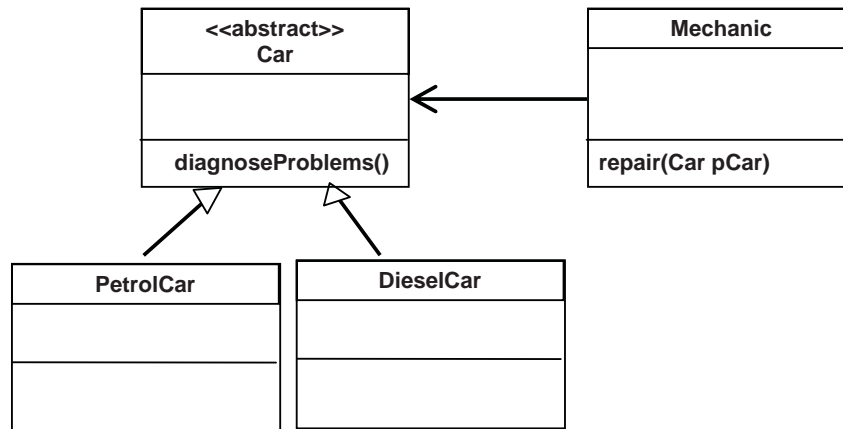 <<abstract>>
Car
diagnoseProblems()
Mechanic
repair(Car pCar)
PetrolCar
DieselCar